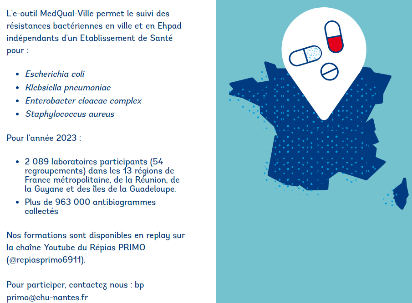 L'e-outil MedQual-Ville permet le suivi des
résistances bactériennes en ville et en Ehpad
indépendants d'un Etablissement de Santé
pour :
• Escherichia coli
• Klebsiella pneumoniae
• Enterobacter cloacae complex
• Staphylococcus aureus
Pour l'année 2023 :
• 2 089 laboratoires participants (54
regroupements) dans les 13 régions de
France métropolitaine, de la Réunion, de
la Guyane et des îles de la Guadeloupe.
• Plus de 963 000 antibiogrammes
collectés
Nos formations sont disponibles en replay sur
la chaîne Youtube du Répias PRIMO
(@repiasprimo6911).
Pour participer, contactez nous : bp
primo@chu-nantes.fr